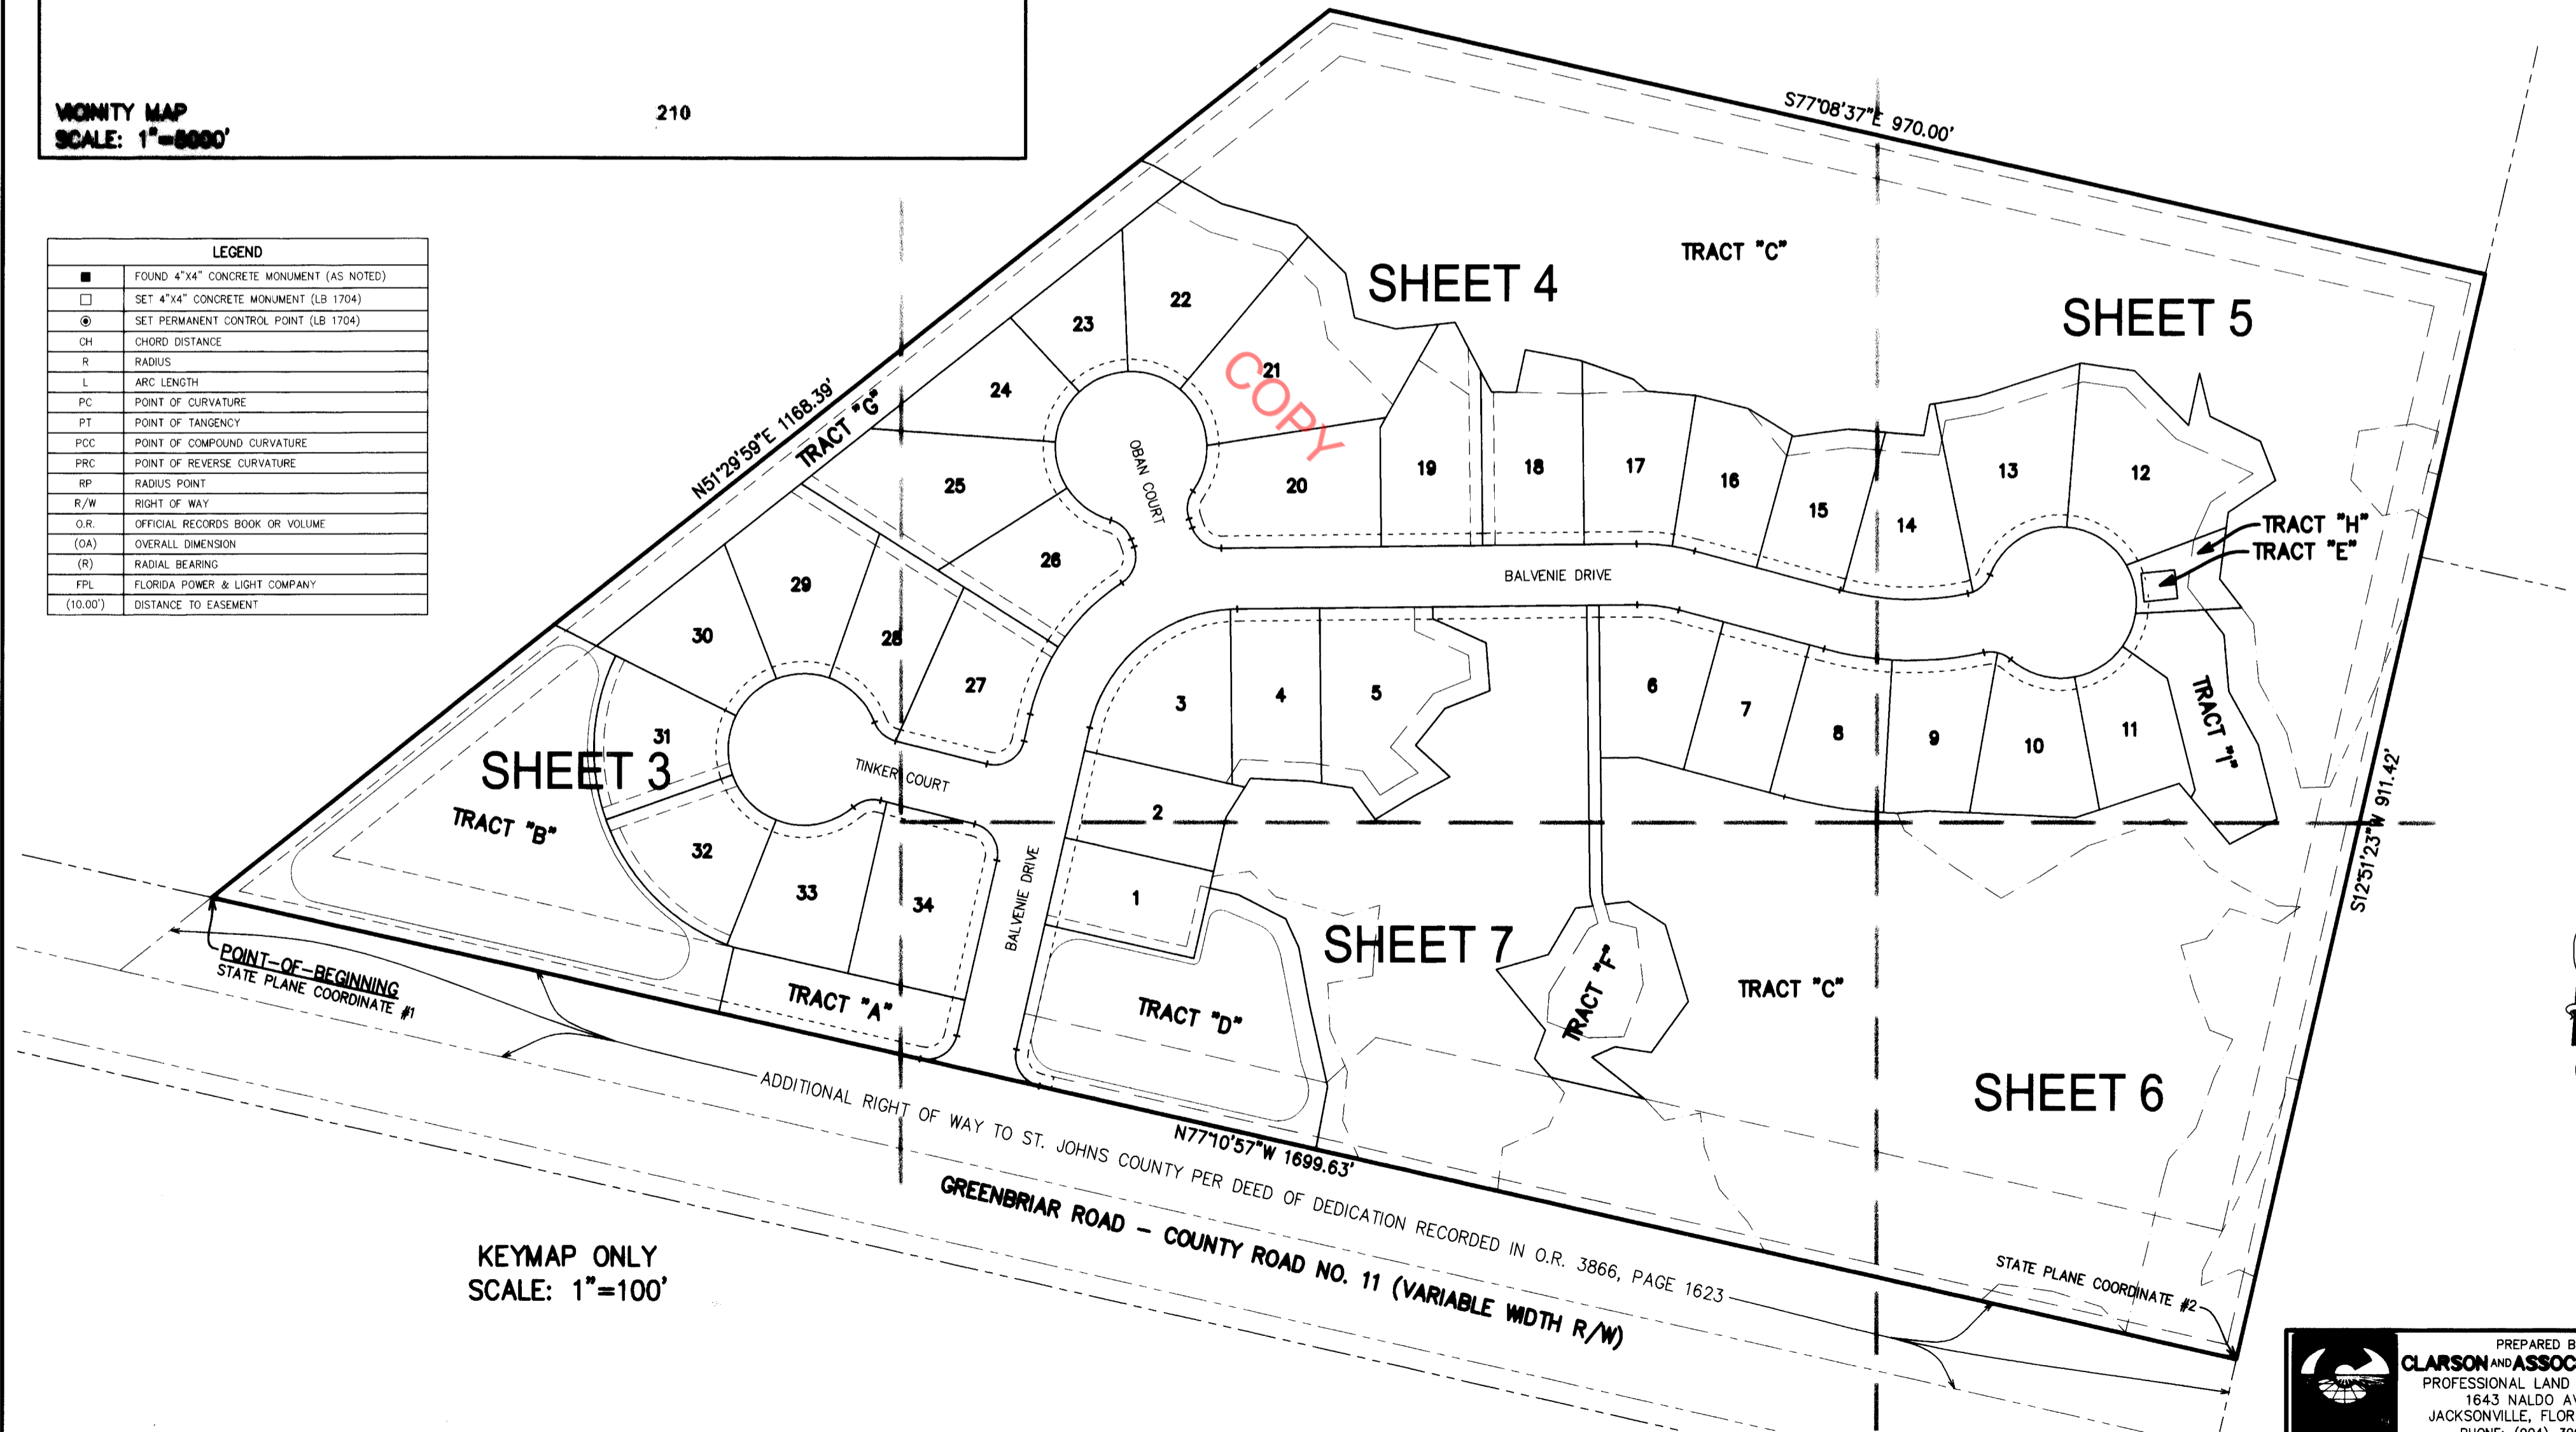 VICINITY MAP
SCALE: 1"=5000'
210
LEGEND
FOUND 4"X4" CONCRETE MONUMENT (AS NOTED)
SET 4"X4" CONCRETE MONUMENT (LB 1704)
SET PERMANENT CONTROL POINT (LB 1704)
CH CHORD DISTANCE
R RADIUS
L ARC LENGTH
PC POINT OF CURVATURE
PT POINT OF TANGENCY
PCC POINT OF COMPOUND CURVATURE
PRC POINT OF REVERSE CURVATURE
RP RADIUS POINT
R/W RIGHT OF WAY
O.R. OFFICIAL RECORDS BOOK OR VOLUME
(OA) OVERALL DIMENSION
(R) RADIAL BEARING
FPL FLORIDA POWER & LIGHT COMPANY
(10.00') DISTANCE TO EASEMENT
S77°08'37"E 970.00'
TRACT "C"
SHEET 4
SHEET 5
22
23
21
24
COPY
N51°29'59"E 1168.39'
TRACT "G"
OBAN COURT
25
20
19
18
17
16
15
14
13
12
TRACT "H"
TRACT "E"
26
BALVENIE DRIVE
29
30
28
27
3
4
5
6
7
8
9
10
11
TRACT "I"
31
SHEET 3
TRACT "B"
TINKER COURT
2
S12°51'23"W 911.42'
32
33
34
BALVENIE DRIVE
1
SHEET 7
TRACT "F"
TRACT "C"
POINT-OF-BEGINNING
STATE PLANE COORDINATE #1
TRACT "A"
TRACT "D"
SHEET 6
ADDITIONAL RIGHT OF WAY TO ST. JOHNS COUNTY PER DEED OF DEDICATION RECORDED IN O.R. 3866, PAGE 1623
N77°10'57"W 1699.63'
GREENBRIAR ROAD - COUNTY ROAD NO. 11 (VARIABLE WIDTH R/W)
STATE PLANE COORDINATE #2
KEYMAP ONLY
SCALE: 1"=100'
PREPARED B
CLARSON AND ASSOC
PROFESSIONAL LAND
1643 NALDO AV
JACKSONVILLE, FLOR